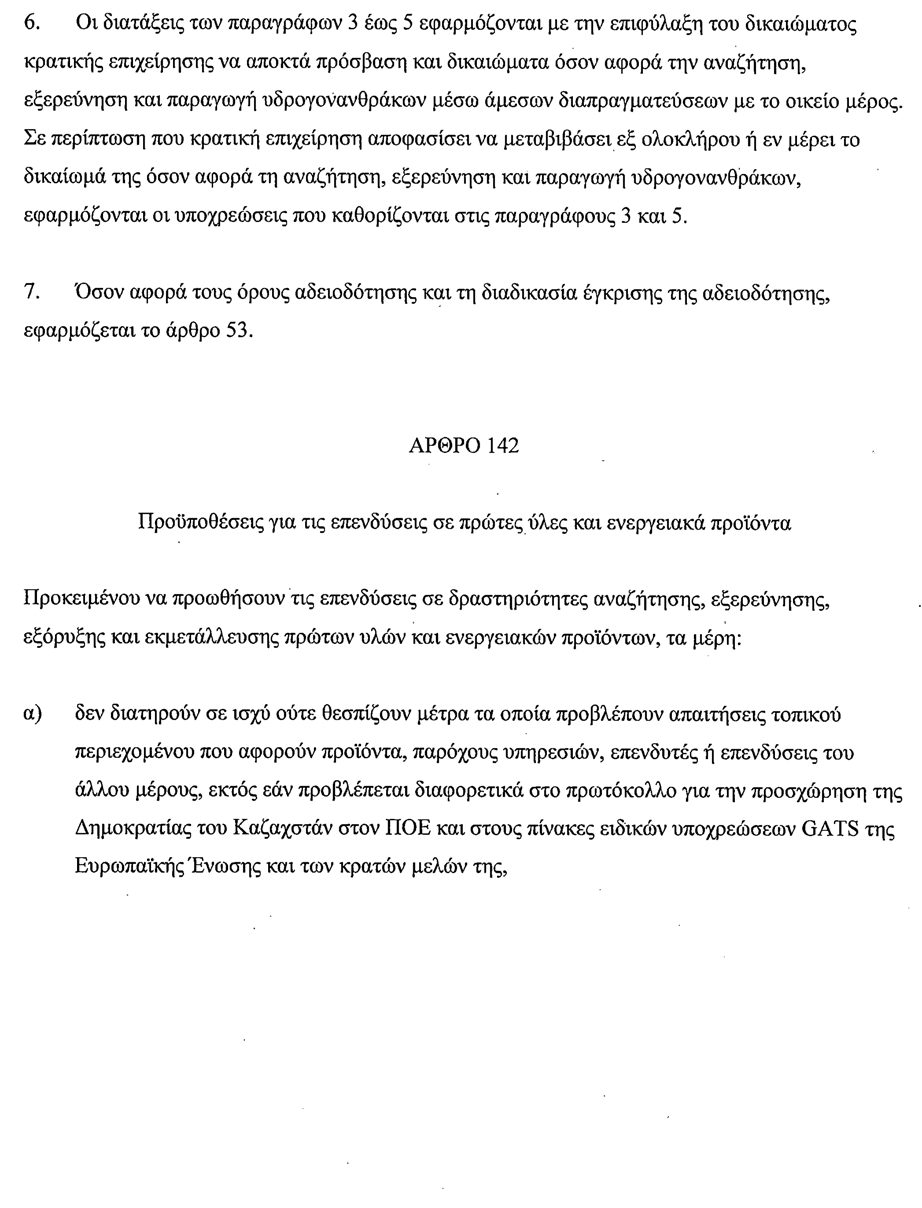 6. Οι διατάξεις των παραγράφων 3 έως 5 εφαρμόζονται με την επιφύλαξη του δικαιώματος
κρατικής επιχείρησης να αποκτά πρόσβαση και δικαιώματα όσον αφορά την αναζήτηση,
εξερεύνηση και παραγωγή υδρογονανθράκων μέσω άμεσων διαπραγματεύσεων με το οικείο μέρος.
Σε περίπτωση που κρατική επιχείρηση αποφασίσει να μεταβιβάσει εξ ολοκλήρου ή εν μέρει το
δικαίωμά της όσον αφορά τη αναζήτηση, εξερεύνηση και παραγωγή υδρογονανθράκων,
εφαρμόζονται οι υποχρεώσεις που καθορίζονται στις παραγράφους 3 και 5.
7. Όσον αφορά τους όρους αδειοδότησης και τη διαδικασία έγκρισης της αδειοδότησης,
εφαρμόζεται το άρθρο 53.
ΑΡΘΡΟ 142
Προϋποθέσεις για τις επενδύσεις σε πρώτες ύλες και ενεργειακά προϊόντα
Προκειμένου να προωθήσουν τις επενδύσεις σε δραστηριότητες αναζήτησης, εξερεύνησης,
εξόρυξης και εκμετάλλευσης πρώτων υλών και ενεργειακών προϊόντων, τα μέρη:
α) δεν διατηρούν σε ισχύ ούτε θεσπίζουν μέτρα τα οποία προβλέπουν απαιτήσεις τοπικού
περιεχομένου που αφορούν προϊόντα, παρόχους υπηρεσιών, επενδυτές ή επενδύσεις του
άλλου μέρους, εκτός εάν προβλέπεται διαφορετικά στο πρωτόκολλο για την προσχώρηση της
Δημοκρατίας του Καζαχστάν στον ΠΟΕ και στους πίνακες ειδικών υποχρεώσεων GATS της
Ευρωπαϊκής Ένωσης και των κρατών μελών της,